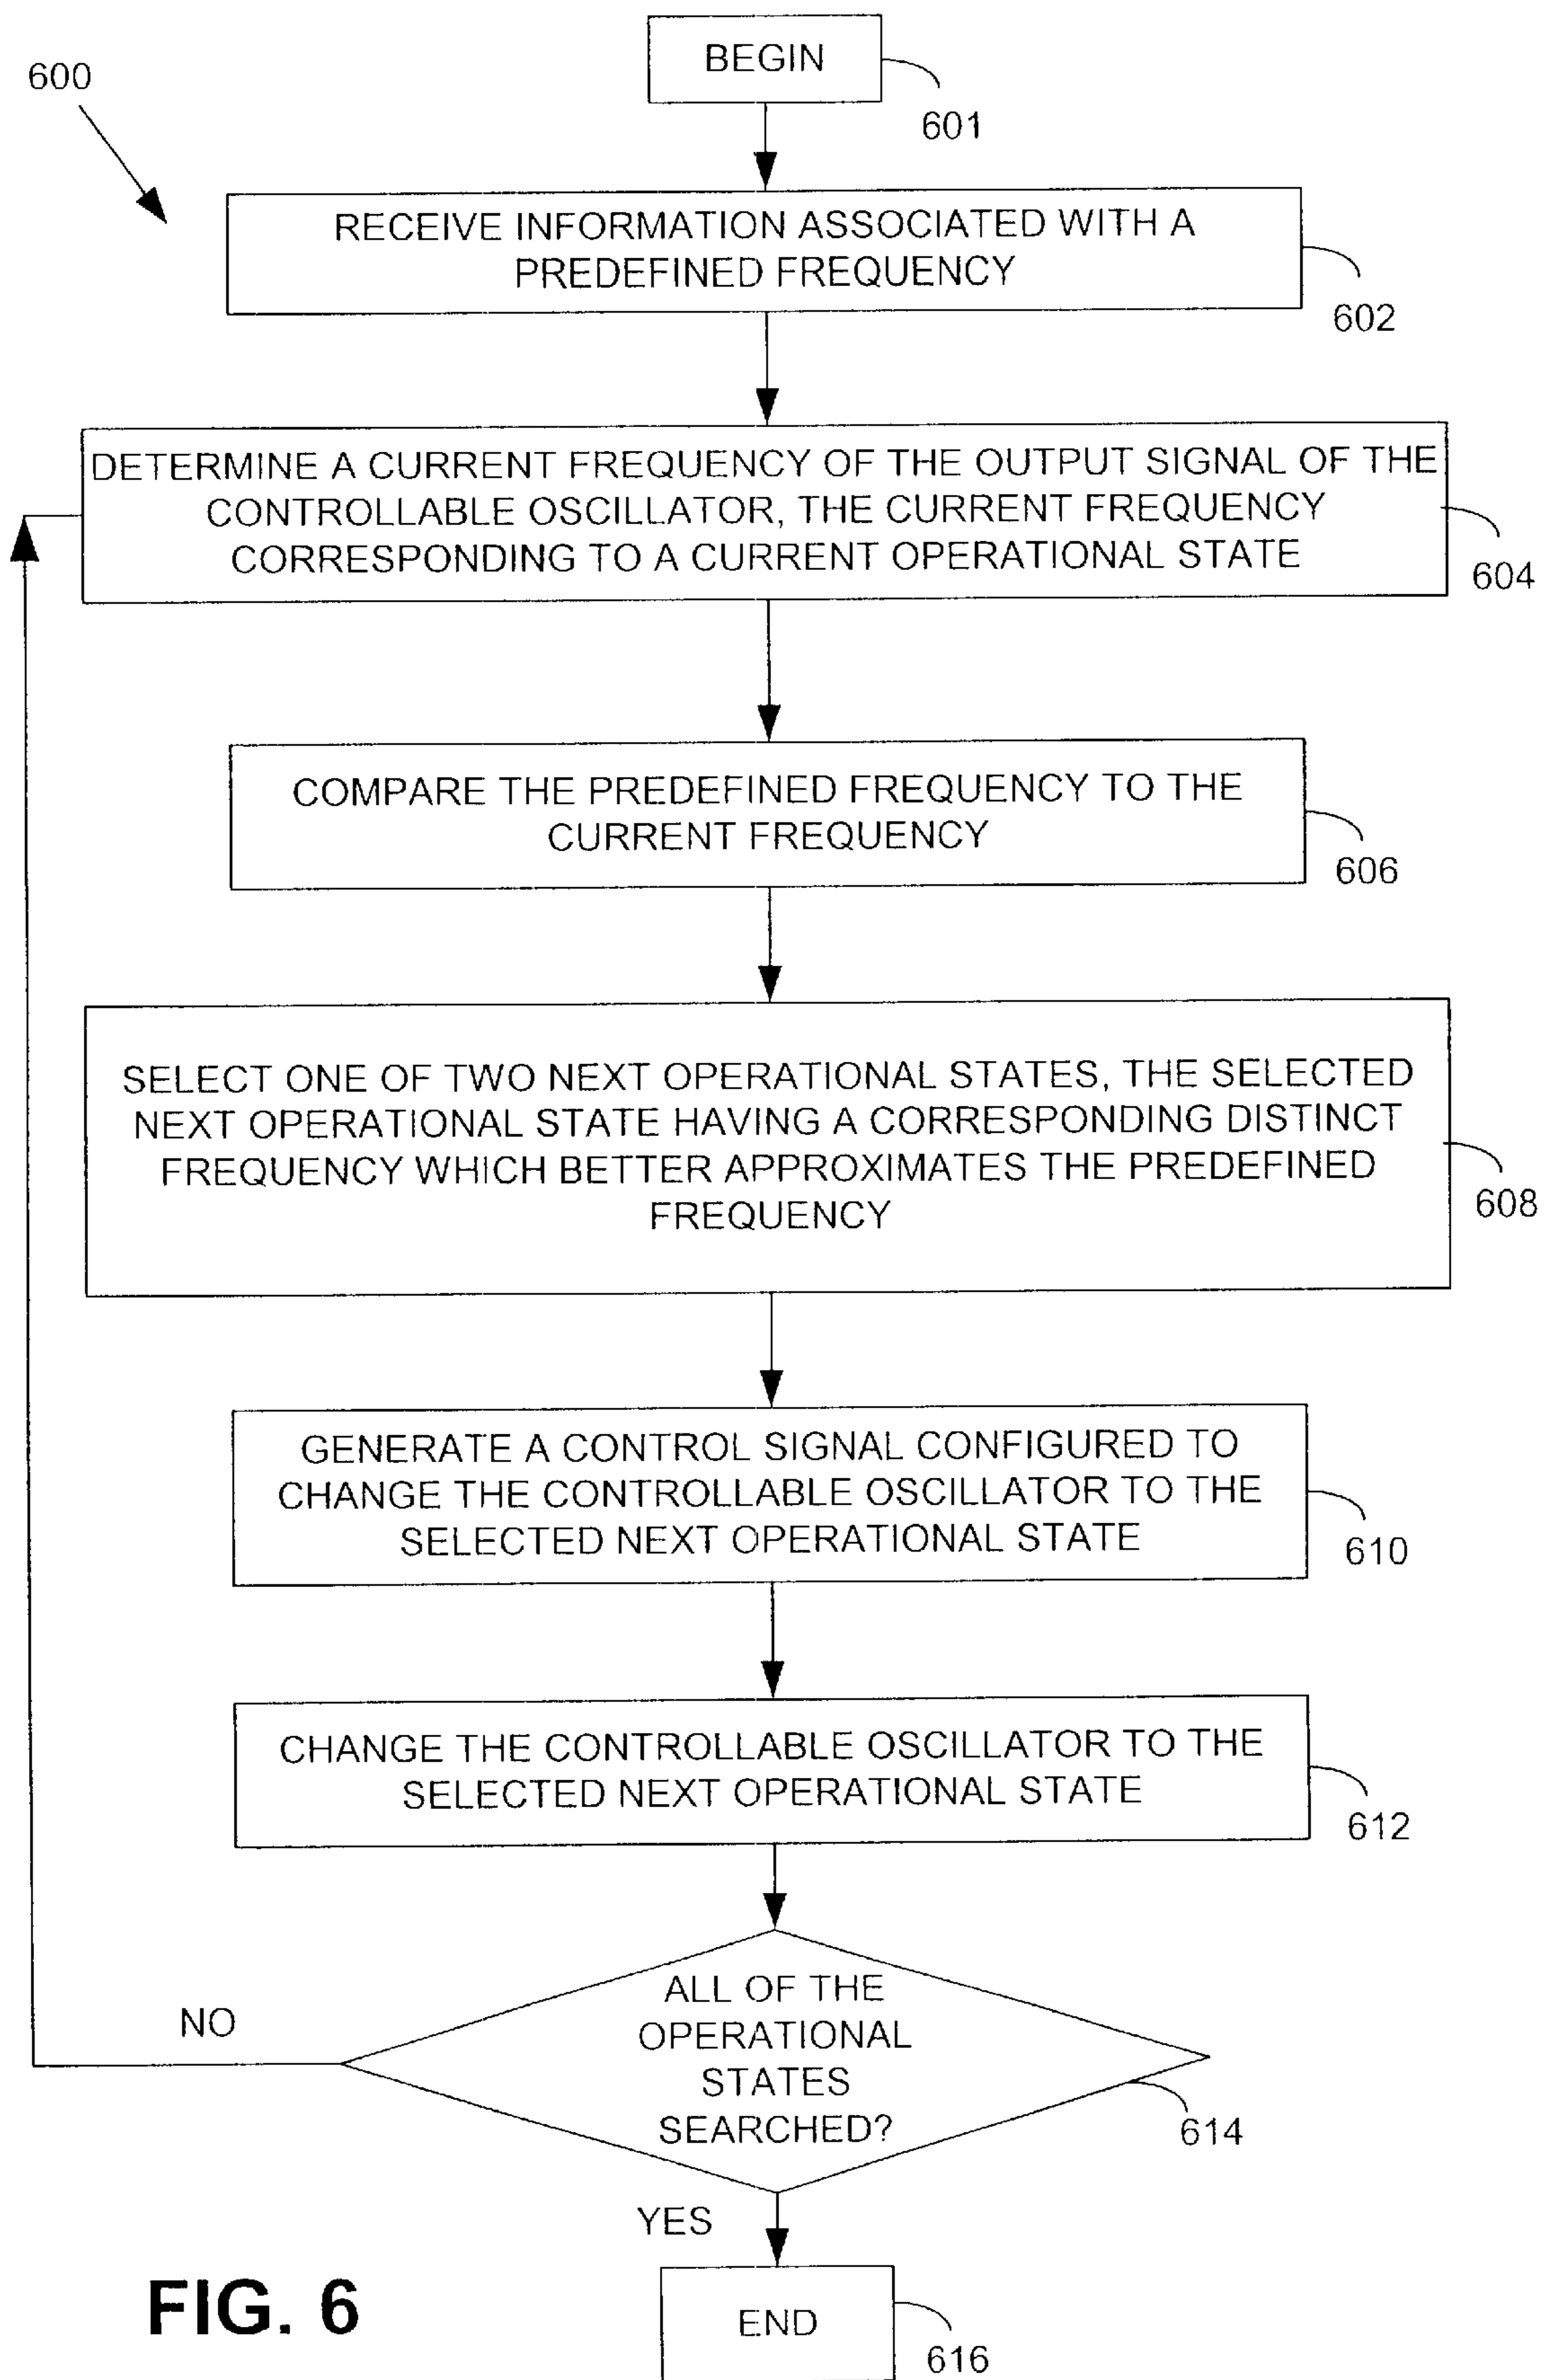 BEGIN
600
601
RECEIVE INFORMATION ASSOCIATED WITH A
PREDEFINED FREQUENCY
602
DETERMINE A CURRENT FREQUENCY OF THE OUTPUT SIGNAL OF THE
CONTROLLABLE OSCILLATOR, THE CURRENT FREQUENCY
CORRESPONDING TO A CURRENT OPERATIONAL STATE
604
COMPARE THE PREDEFINED FREQUENCY TO THE
CURRENT FREQUENCY
606
SELECT ONE OF TWO NEXT OPERATIONAL STATES, THE SELECTED
NEXT OPERATIONAL STATE HAVING A CORRESPONDING DISTINCT
FREQUENCY WHICH BETTER APPROXIMATES THE PREDEFINED
FREQUENCY
608
GENERATE A CONTROL SIGNAL CONFIGURED TO
CHANGE THE CONTROLLABLE OSCILLATOR TO THE
SELECTED NEXT OPERATIONAL STATE
610
CHANGE THE CONTROLLABLE OSCILLATOR TO THE
SELECTED NEXT OPERATIONAL STATE
612
ALL OF THE
OPERATIONAL
STATES
SEARCHED?
NO
614
YES
END
616
FIG. 6